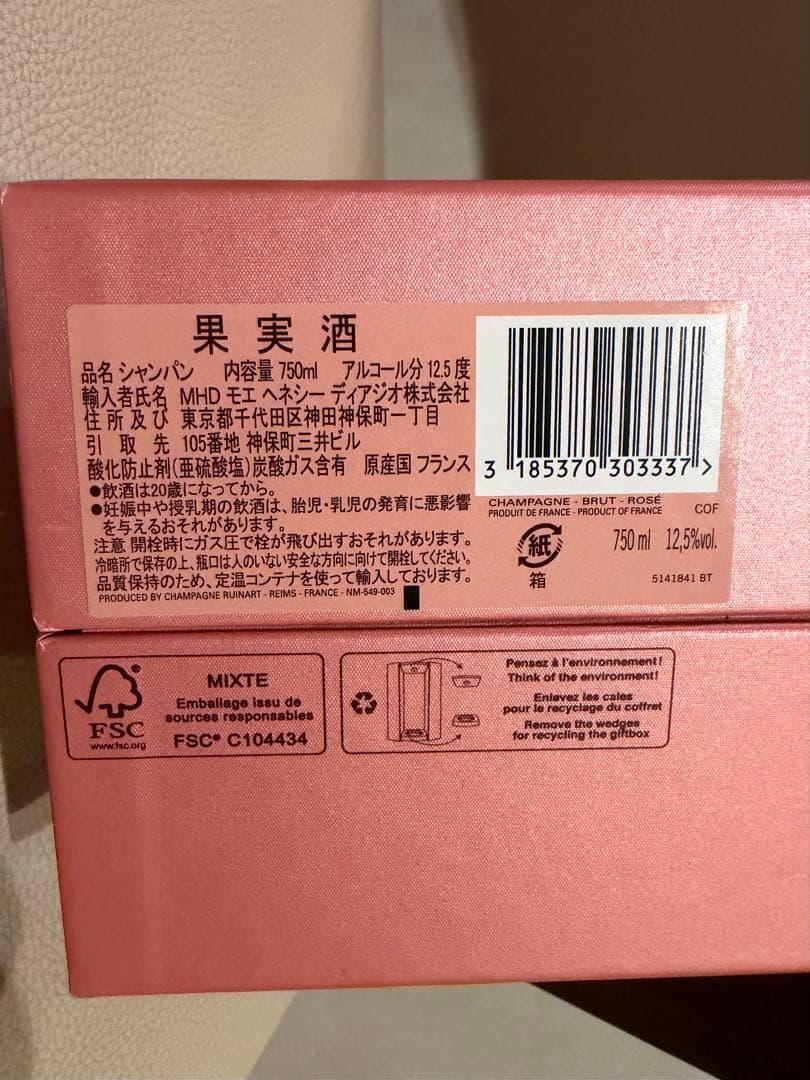 果実酒
品名 シャンパン 内容量 750ml アルコール分 12.5 度
輸入者氏名 MHD モエ ヘネシー ディアジオ株式会社
住所及び 東京都千代田区神田神保町一丁目
引取先 105番地 神保町三井ビル
酸化防止剤(亜硫酸塩)炭酸ガス含有 原産国 フランス
●飲酒は20歳になってから。
●妊娠中や授乳期の飲酒は、胎児・乳児の発育に悪影響
を与えるおそれがあります。
注意 開栓時にガス圧で栓が飛び出すおそれがあります。
冷暗所で保存の上、瓶口は人のいない安全な方向に向けて開栓してください。
品質保持のため、定温コンテナを使って輸入しております。
PRODUCED BY CHAMPAGNE RUINART - REIMS - FRANCE - NM-549-003
3 185370 303337 >
CHAMPAGNE - BRUT - ROSÉ
PRODUIT DE FRANCE - PRODUCT OF FRANCE COF
紙 750 ml 12,5%vol.
箱
5141841 BT
FSC®
www.fsc.org
MIXTE
Emballage issu de
sources responsables
FSC® C104434
Pensez à l'environnement!
Think of the environment!
Enlevez les cales
pour le recyclage du coffret
Remove the wedges
for recycling the giftbox